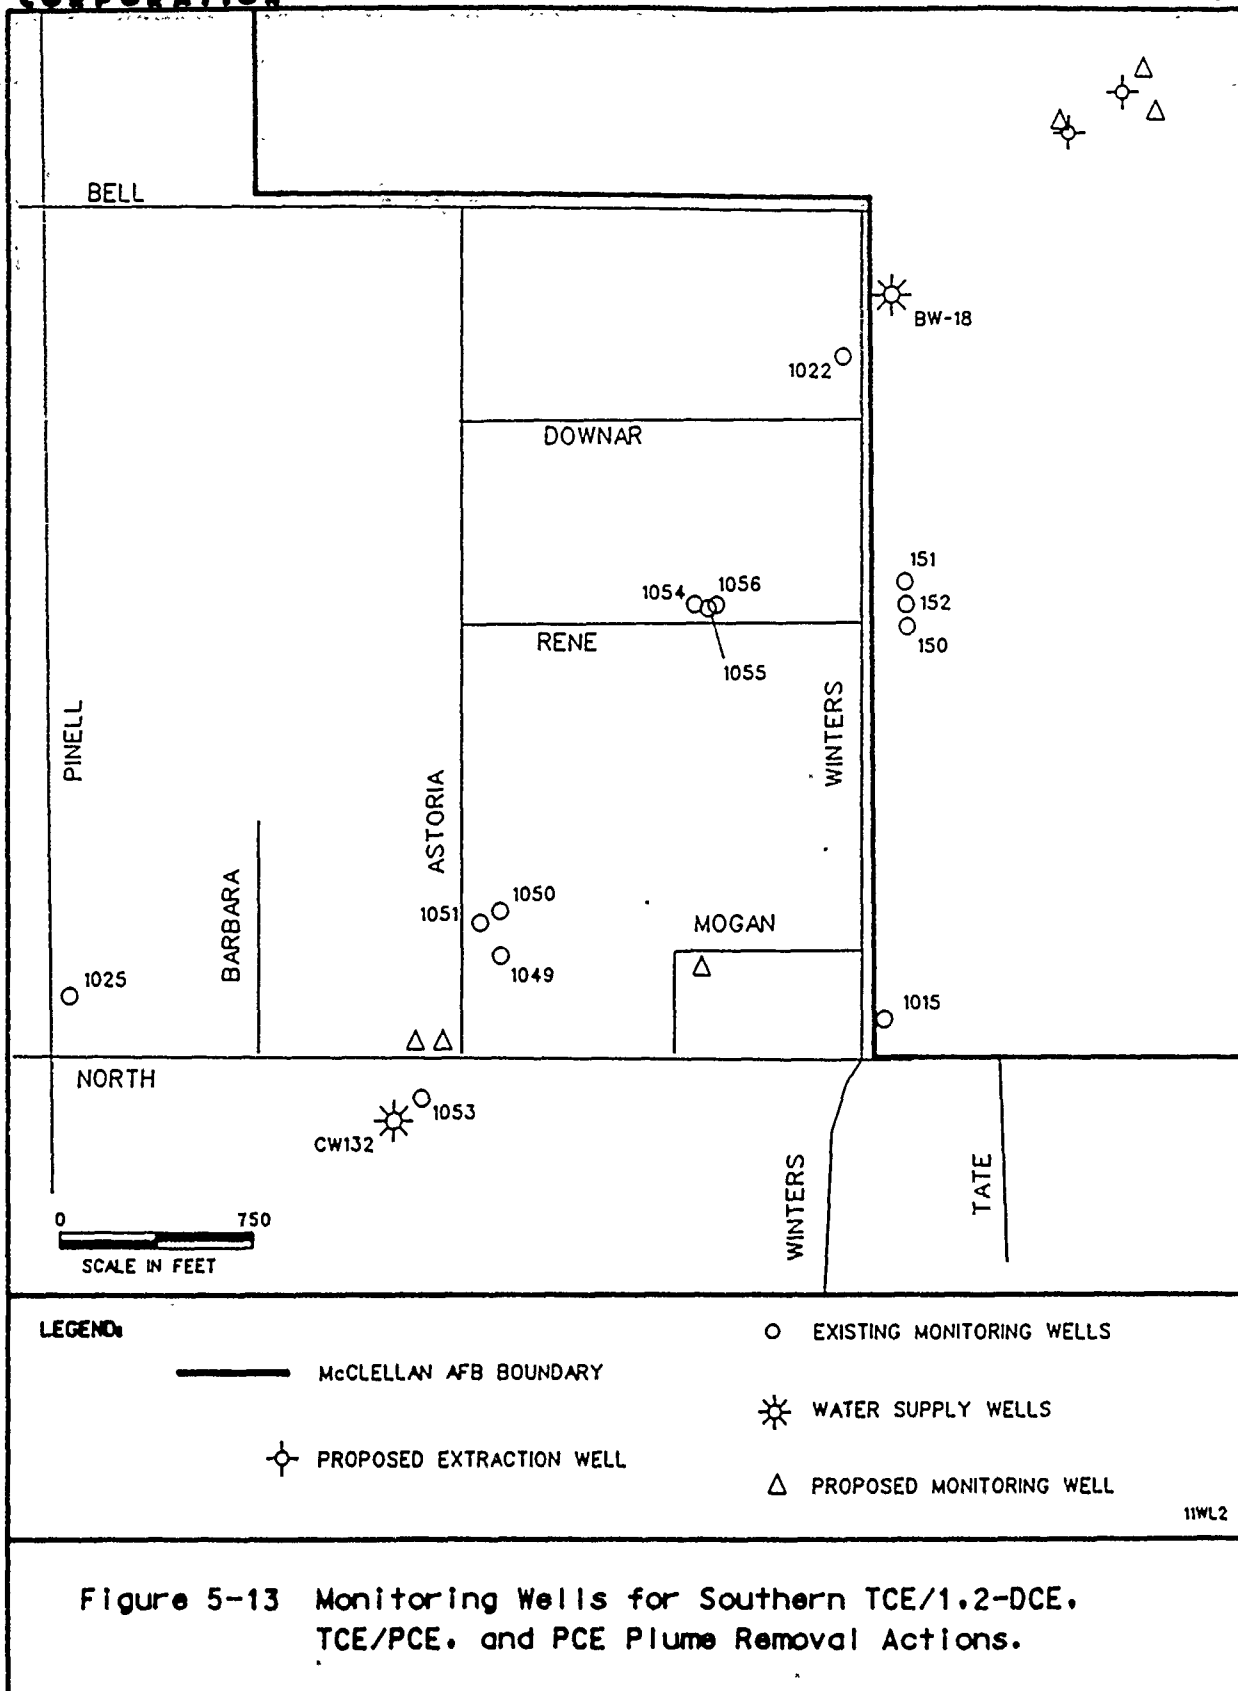 CORPORATION
BELL
BW-18
1022
DOWNAR
151
1054
1056
152
RENE
150
1055
PINELL
WINTERS
ASTORIA
BARBARA
1050
1051
MOGAN
1049
1025
1015
NORTH
1053
CW132
WINTERS
TATE
0 750
SCALE IN FEET
LEGEND:
EXISTING MONITORING WELLS
McCLELLAN AFB BOUNDARY
WATER SUPPLY WELLS
PROPOSED EXTRACTION WELL
PROPOSED MONITORING WELL
11WL2
Figure 5-13 Monitoring Wells for Southern TCE/1,2-DCE,
TCE/PCE, and PCE Plume Removal Actions.